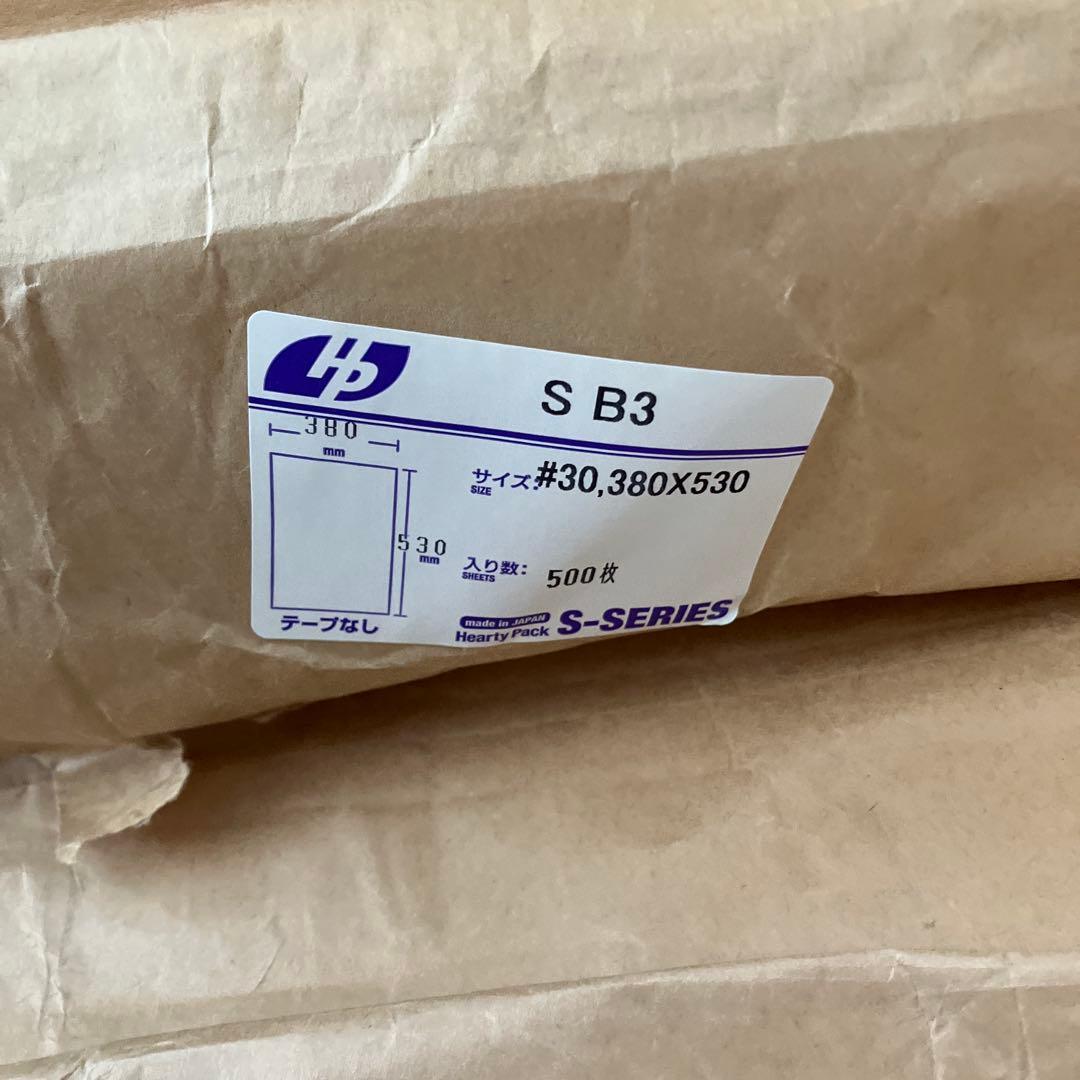 Hp
S B3
380
mm
サイズ: #30,380X530
SIZE
530
mm
入り数: 500枚
SHEETS
テープなし
made in JAPAN
Hearty Pack S-SERIES